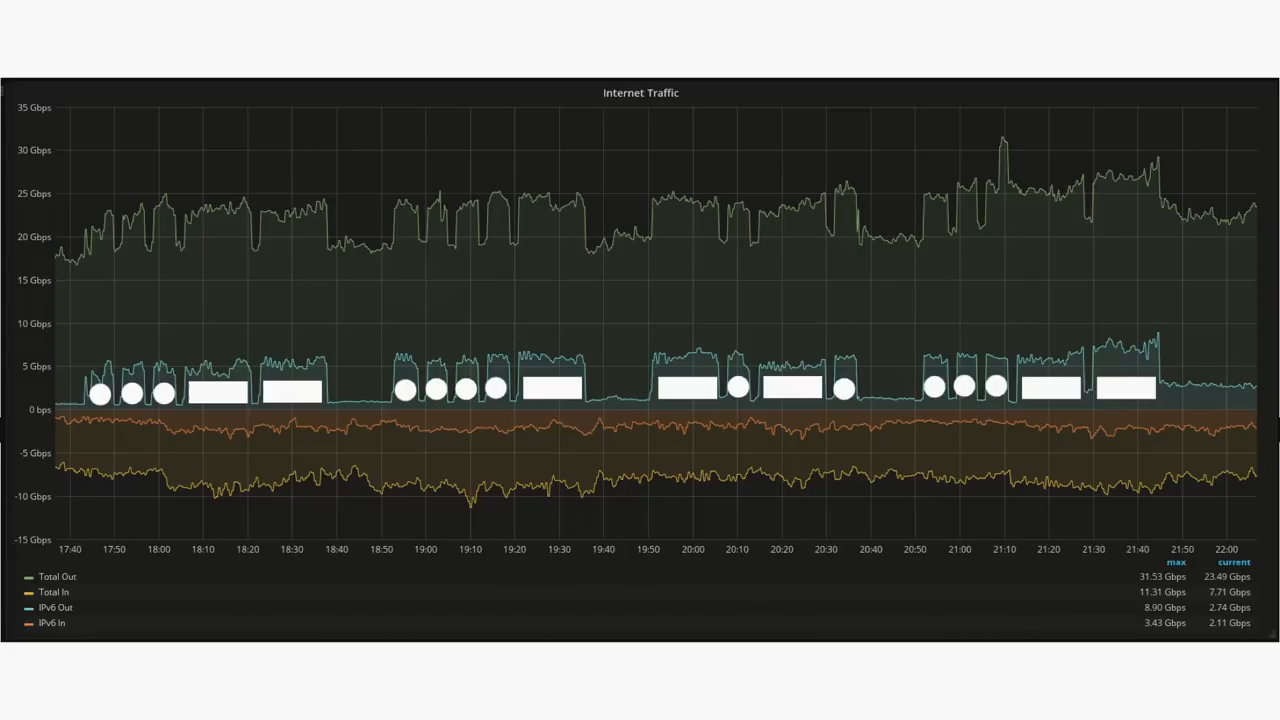 Internet Traffic
35 Gbps
30 Gbps
25 Gbps
20 Gbps
15 Gbps
10 Gbps
5 Gbps
0 bps
-5 Gbps
-10 Gbps
-15 Gbps
17:40 17:50 18:00 18:10 18:20 18:30 18:40 18:50 19:00 19:10 19:20 19:30 19:40 19:50 20:00 20:10 20:20 20:30 20:40 20:50 21:00 21:10 21:20 21:30 21:40 21:50 22:00
max current
Total Out 31.53 Gbps 23.49 Gbps
Total In 11.31 Gbps 7.71 Gbps
IPv6 Out 8.90 Gbps 2.74 Gbps
IPv6 In 3.43 Gbps 2.11 Gbps